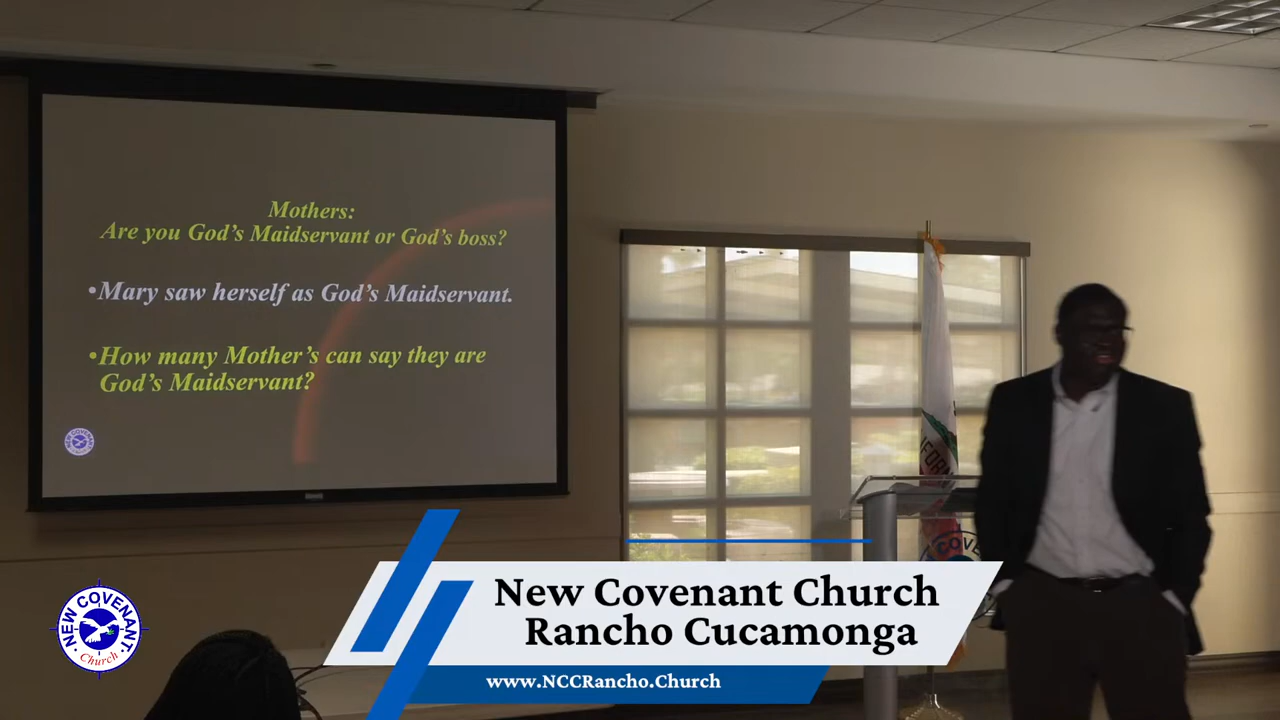 Mothers:
Are you God's Maidservant or God's boss?
•Mary saw herself as God's Maidservant.
•How many Mother's can say they are
God's Maidservant?
NEW COVENANT
Church
New Covenant Church
Rancho Cucamonga
www.NCCRancho.Church